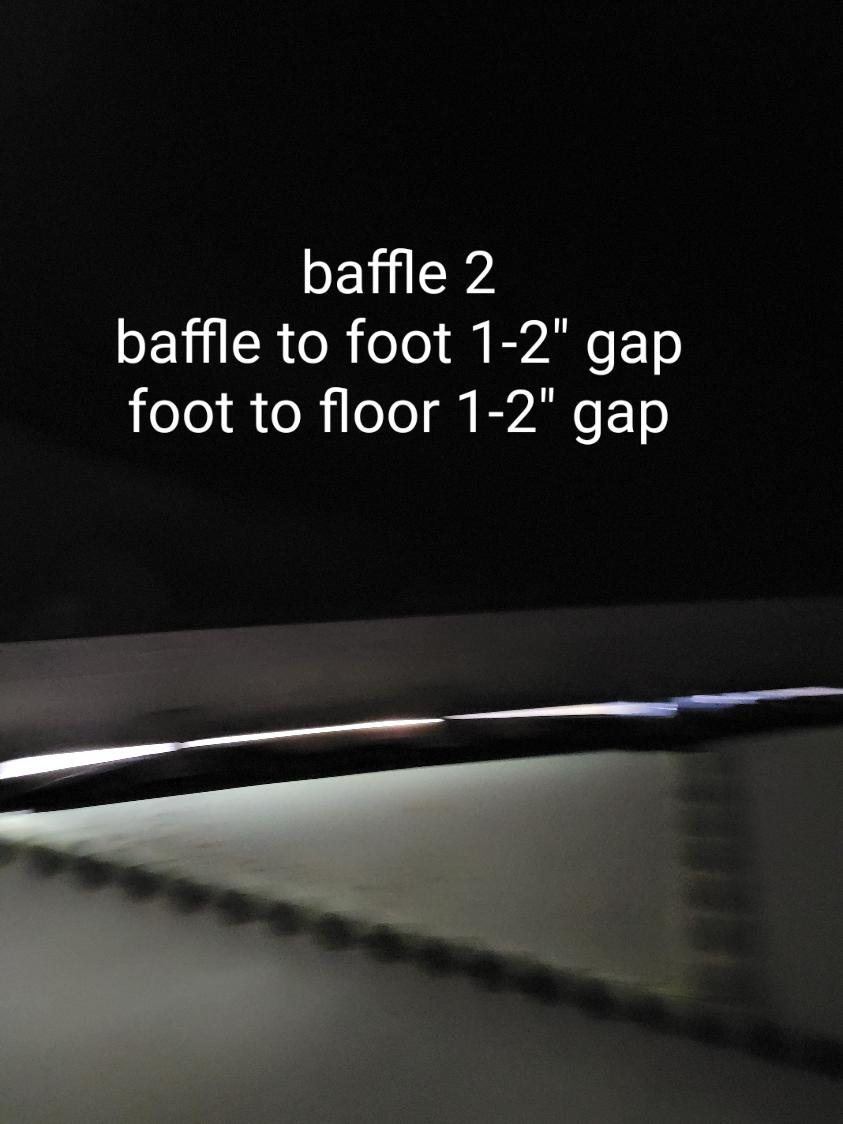 baffle 2
baffle to foot 1-2" gap
foot to floor 1-2" gap